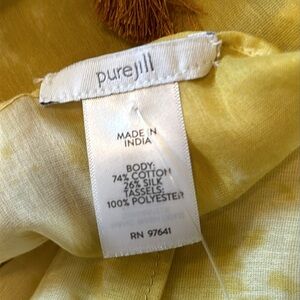 purejill
MADE IN
INDIA
BODY:
74% COTTON
26% SILK
TASSELS:
100% POLYESTER
RN 97641